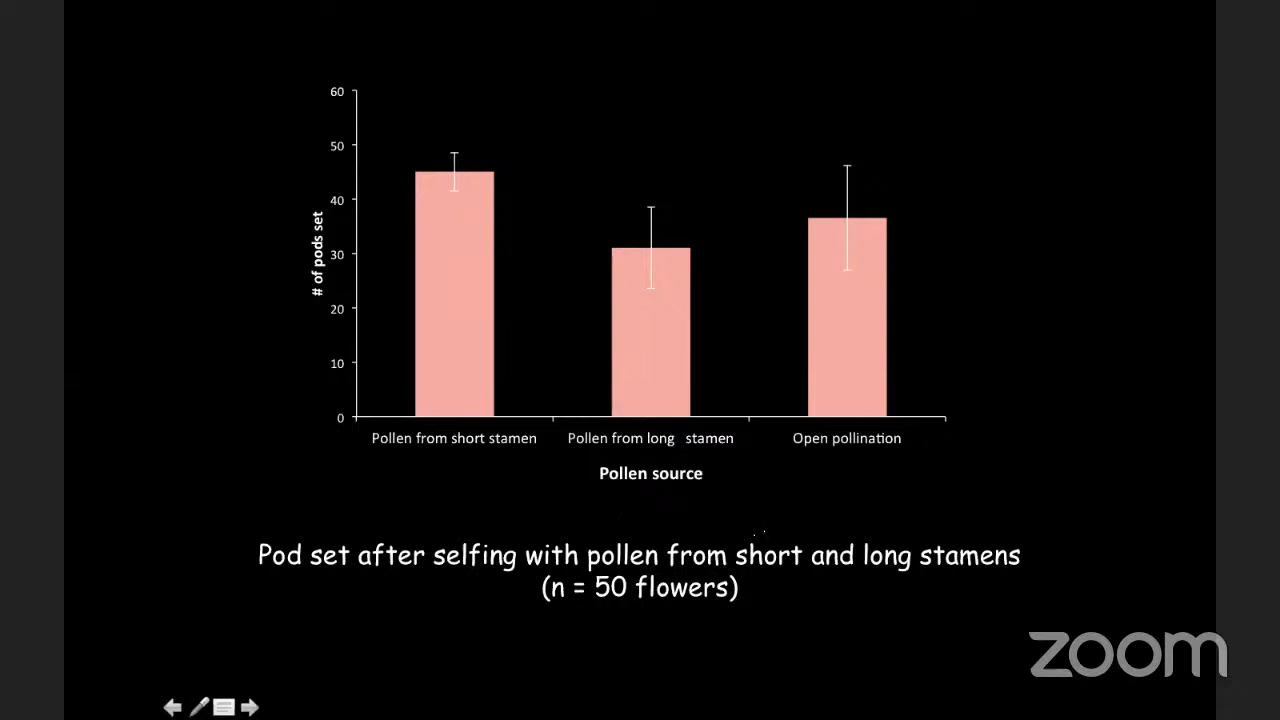 60
50
40
30
20
10
0
# of pods set
Pollen from short stamen
Pollen from long stamen
Open pollination
Pollen source
Pod set after selfing with pollen from short and long stamens
(n = 50 flowers)
zoom